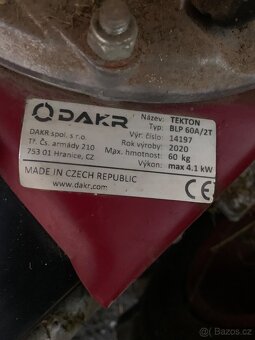 DAKR
DAKR spol. s r.o.
Tř. Čs. armády 210
753 01 Hranice, CZ
Název: TEKTON
Typ: BLP 60A/2T
Výr. číslo: 14197
Rok výroby: 2020
Max. hmotnost: 60 kg
Výkon: max 4.1 kW
MADE IN CZECH REPUBLIC
www.dakr.com
CE
Bazoš.cz